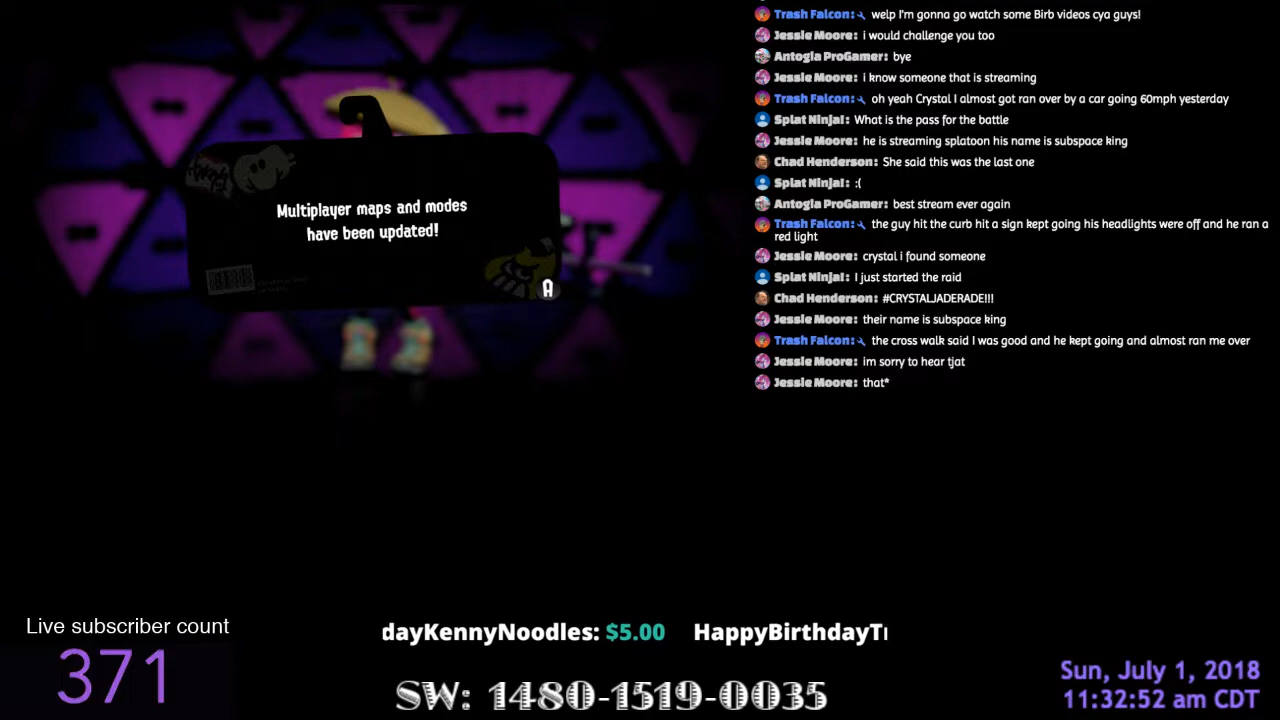 Trash Falcon: welp I'm gonna go watch some Birb videos cya guys!
Jessie Moore: i would challenge you too
Antogia ProGamer: bye
Jessie Moore: i know someone that is streaming
Trash Falcon: oh yeah Crystal I almost got ran over by a car going 60mph yesterday
Splat Ninja!: What is the pass for the battle
Jessie Moore: he is streaming splatoon his name is subspace king
Chad Henderson: She said this was the last one
Splat Ninja!: :(
Antogia ProGamer: best stream ever again
Trash Falcon: the guy hit the curb hit a sign kept going his headlights were off and he ran a
red light
Jessie Moore: crystal i found someone
Splat Ninja!: I just started the raid
Chad Henderson: #CRYSTALJADERADE!!!
Jessie Moore: their name is subspace king
Trash Falcon: the cross walk said I was good and he kept going and almost ran me over
Jessie Moore: im sorry to hear tjat
Jessie Moore: that*
Multiplayer maps and modes
have been updated!
A
Live subscriber count
371
dayKennyNoodles: $5.00 HappyBirthdayT
SW: 1480-1519-0035
Sun, July 1, 2018
11:32:52 am CDT